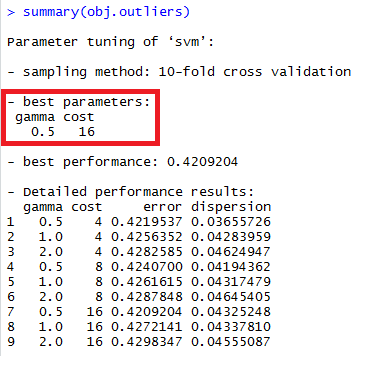 > summary(obj.outliers)
Parameter tuning of ‘svm’:
- sampling method: 10-fold cross validation
- best parameters:
gamma cost
0.5 16
- best performance: 0.4209204
- Detailed performance results:
gamma cost error dispersion
1 0.5 4 0.4219537 0.03655726
2 1.0 4 0.4256352 0.04283959
3 2.0 4 0.4282585 0.04624947
4 0.5 8 0.4240700 0.04194362
5 1.0 8 0.4261615 0.04317479
6 2.0 8 0.4287848 0.04645405
7 0.5 16 0.4209204 0.04325248
8 1.0 16 0.4272141 0.04337810
9 2.0 16 0.4298347 0.04555087